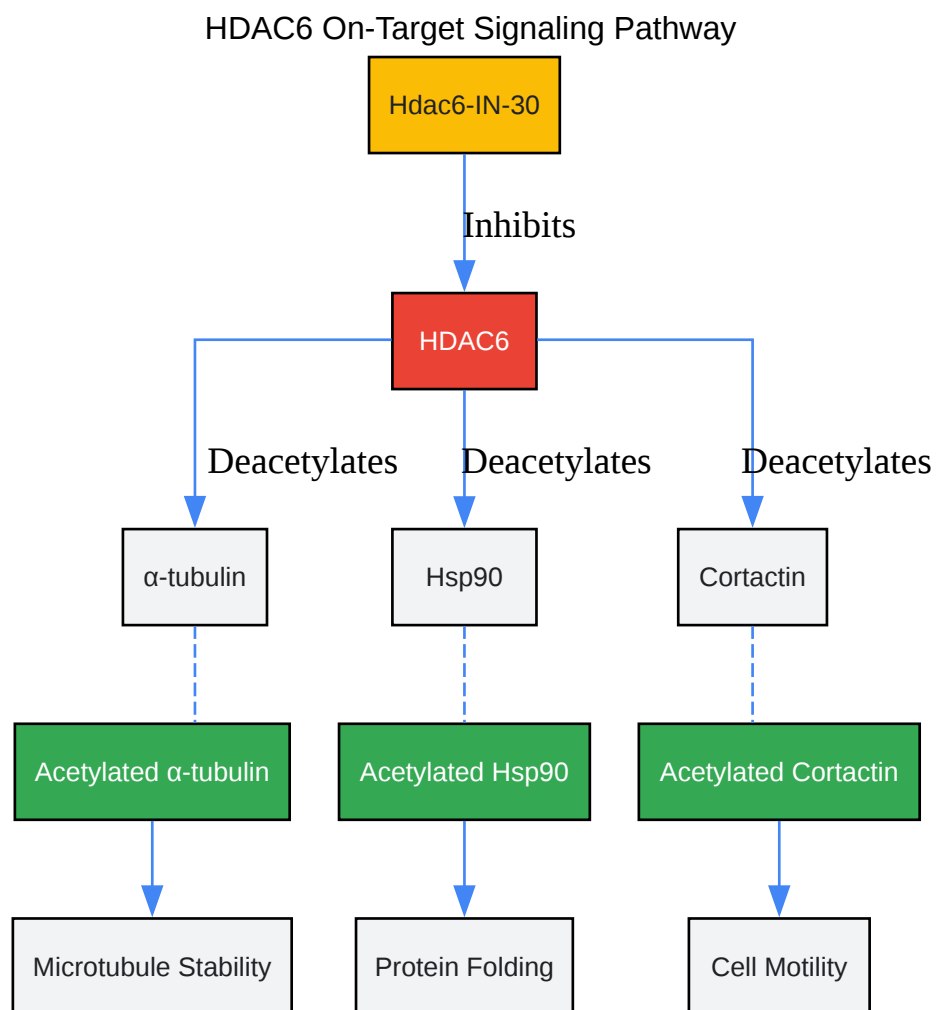 HDAC6 On-Target Signaling Pathway
Hdac6-IN-30
Inhibits
HDAC6
Deacetylates
Deacetylates
Deacetylates
α-tubulin
Hsp90
Cortactin
Acetylated α-tubulin
Acetylated Hsp90
Acetylated Cortactin
Microtubule Stability
Protein Folding
Cell Motility